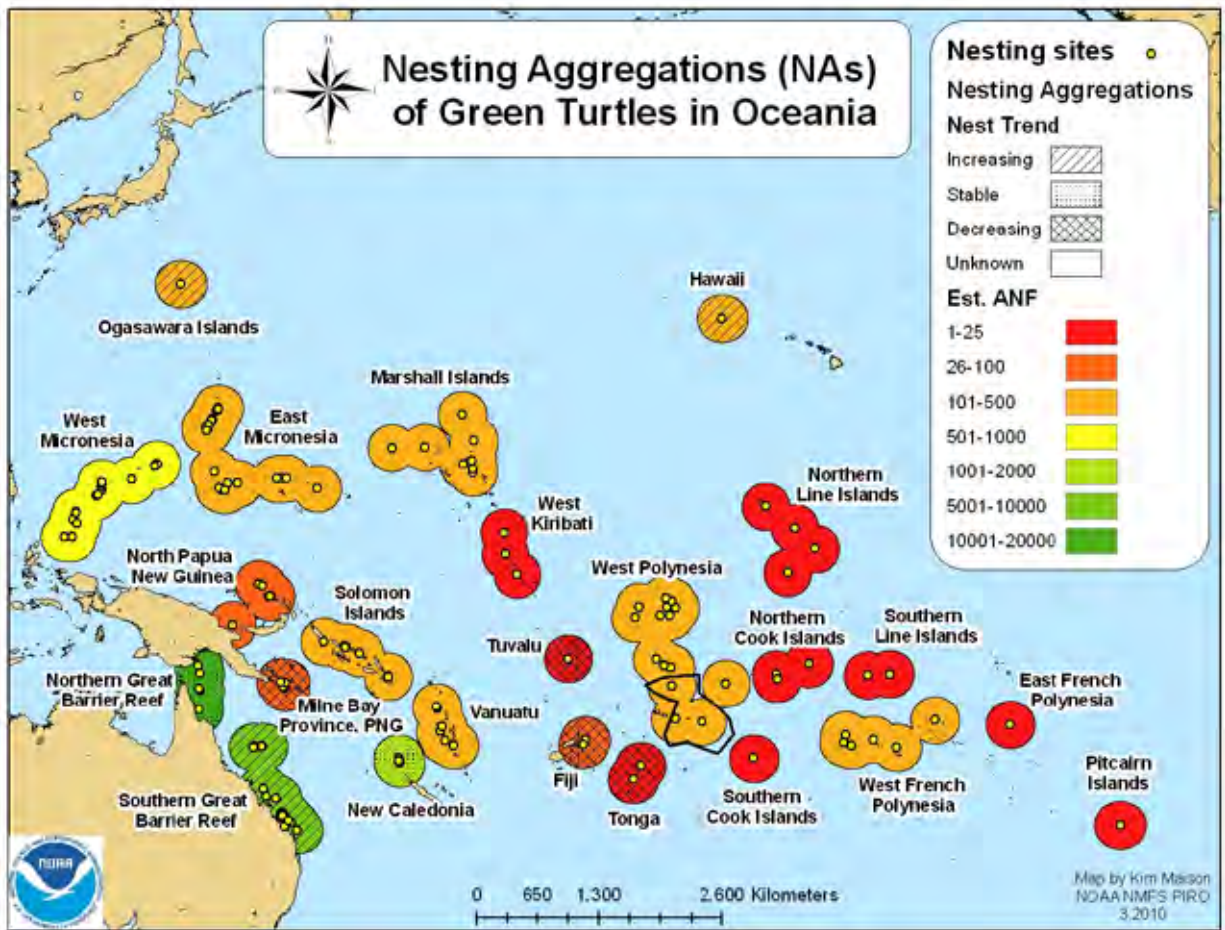 Nesting Aggregations (NAs)
of Green Turtles in Oceania
N
Nesting sites
Nesting Aggregations
Nest Trend
Increasing
Stable
Decreasing
Unknown
Est. ANF
1-25
26-100
101-500
501-1000
1001-2000
5001-10000
10001-20000
Ogasawara Islands
Hawaii
Marshall Islands
West
Micronesia
East
Micronesia
Northern
Line Islands
West
Kiribati
North Papua
New Guinea
Solomon
Islands
West Polynesia
Northern
Cook Islands
Southern
Line Islands
Tuvalu
Northern Great
Barrier Reef
Milne Bay
Province, PNG
Vanuatu
East French
Polynesia
Fiji
Pitcairn
Islands
New Caledonia
Southern Great
Barrier Reef
Tonga
Southern
Cook Islands
West French
Polynesia
NOAA
0 650 1,300 2,600 Kilometers
Map by Kim Maison
NOAA NMFS PIRO
3.2010